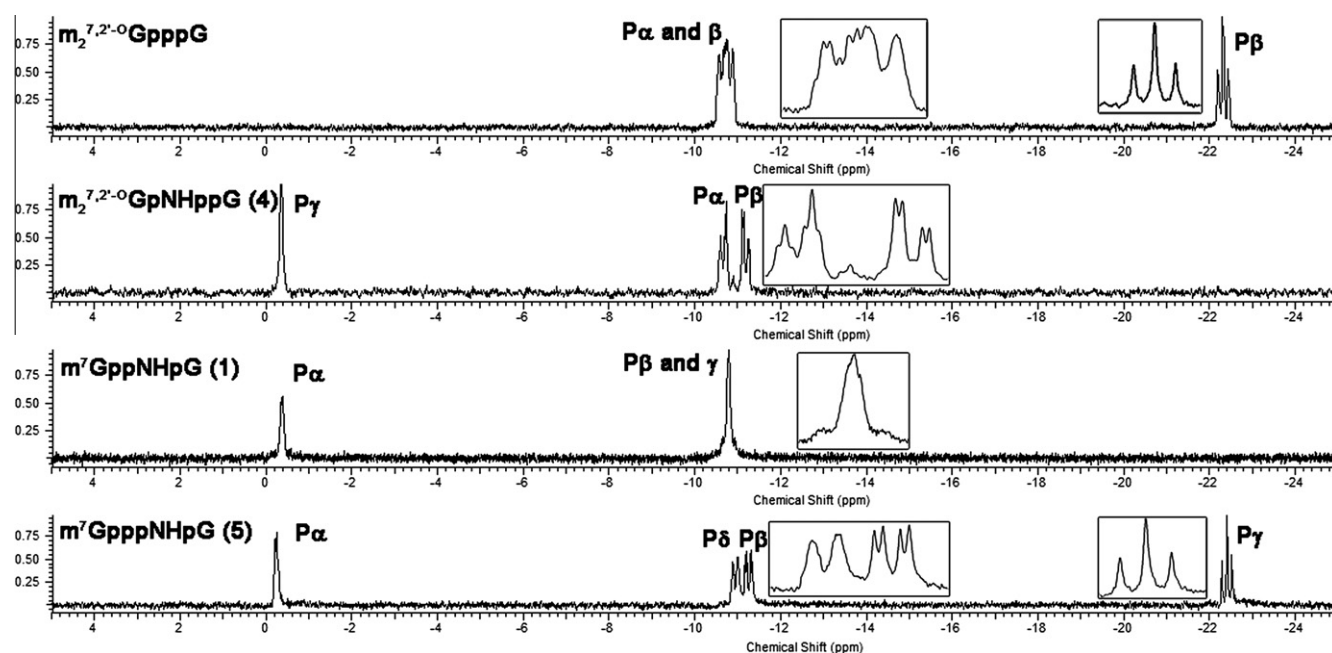 m₂⁷,²'⁻ᴼGpppG
Pα and β
Pβ
0.75
0.50
0.25
4 2 0 -2 -4 -6 -8 -10 -12 -14 -16 -18 -20 -22 -24
Chemical Shift (ppm)
m₂⁷,²'⁻ᴼGpNHppG (4)
Pγ
Pα Pβ
0.75
0.50
0.25
4 2 0 -2 -4 -6 -8 -10 -12 -14 -16 -18 -20 -22 -24
Chemical Shift (ppm)
m⁷GppNHpG (1)
Pα
Pβ and γ
0.75
0.50
0.25
4 2 0 -2 -4 -6 -8 -10 -12 -14 -16 -18 -20 -22 -24
Chemical Shift (ppm)
m⁷GpppNHpG (5)
Pα
Pδ Pβ
Pγ
0.75
0.50
0.25
4 2 0 -2 -4 -6 -8 -10 -12 -14 -16 -18 -20 -22 -24
Chemical Shift (ppm)